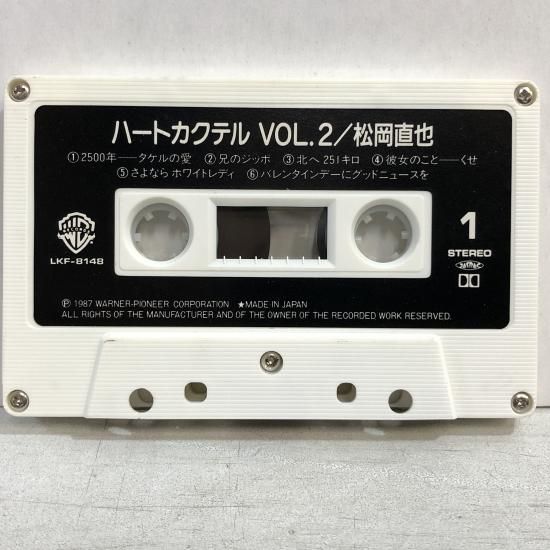 ハートカクテル VOL.2／松岡直也
①2500年――タケルの愛 ②兄のジッポ ③北へ251キロ ④彼女のこと――くせ
⑤さよなら ホワイトレディ ⑥バレンタインデーにグッドニュースを
1
STEREO
LKF-8148
Ⓟ 1987 WARNER-PIONEER CORPORATION ★MADE IN JAPAN
ALL RIGHTS OF THE MANUFACTURER AND OF THE OWNER OF THE RECORDED WORK RESERVED.